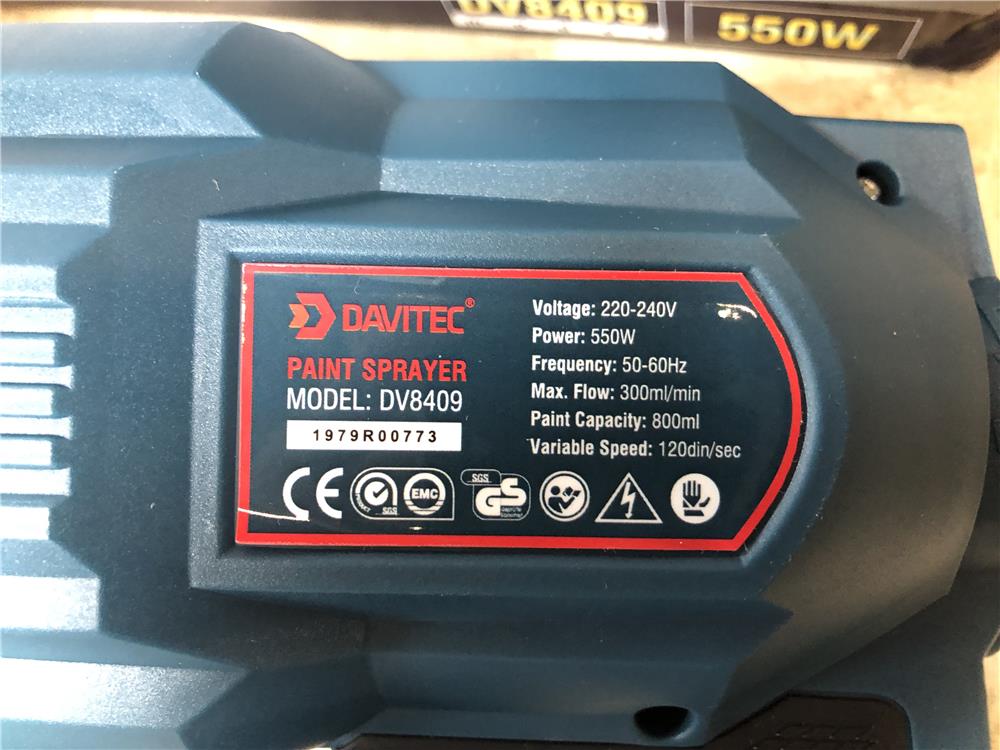 DV8409
550W
DAVITEC®
PAINT SPRAYER
MODEL: DV8409
1979R00773
Voltage: 220-240V
Power: 550W
Frequency: 50-60Hz
Max. Flow: 300ml/min
Paint Capacity: 800ml
Variable Speed: 120din/sec
CE
SGS
EMC
SGS
GS